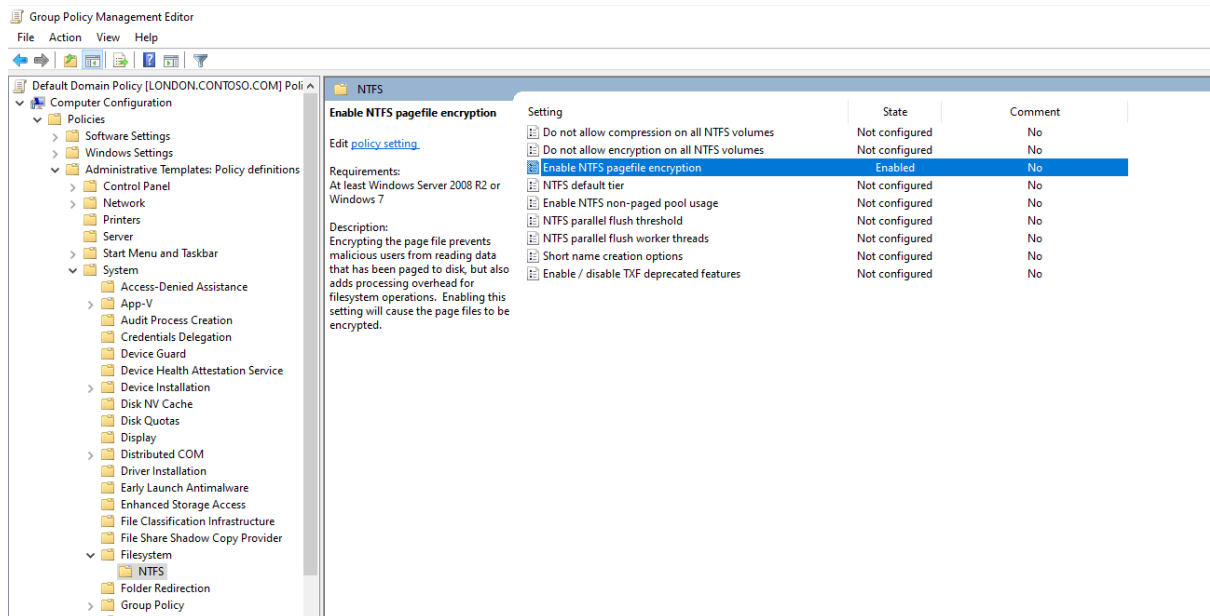 Group Policy Management Editor
File Action View Help
Default Domain Policy [LONDON.CONTOSO.COM] Poli
Computer Configuration
Policies
Software Settings
Windows Settings
Administrative Templates: Policy definitions
Control Panel
Network
Printers
Server
Start Menu and Taskbar
System
Access-Denied Assistance
App-V
Audit Process Creation
Credentials Delegation
Device Guard
Device Health Attestation Service
Device Installation
Disk NV Cache
Disk Quotas
Display
Distributed COM
Driver Installation
Early Launch Antimalware
Enhanced Storage Access
File Classification Infrastructure
File Share Shadow Copy Provider
Filesystem
NTFS
Folder Redirection
Group Policy
NTFS
Enable NTFS pagefile encryption
Edit policy setting
Requirements:
At least Windows Server 2008 R2 or
Windows 7
Description:
Encrypting the page file prevents
malicious users from reading data
that has been paged to disk, but also
adds processing overhead for
filesystem operations. Enabling this
setting will cause the page files to be
encrypted.
Setting State Comment
Do not allow compression on all NTFS volumes Not configured No
Do not allow encryption on all NTFS volumes Not configured No
Enable NTFS pagefile encryption Enabled No
NTFS default tier Not configured No
Enable NTFS non-paged pool usage Not configured No
NTFS parallel flush threshold Not configured No
NTFS parallel flush worker threads Not configured No
Short name creation options Not configured No
Enable / disable TXF deprecated features Not configured No